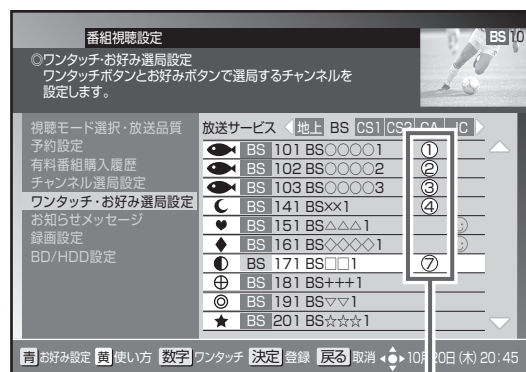 番組視聴設定
BS 10
◎ワンタッチ・お好み選局設定
ワンタッチボタンとお好みボタンで選局するチャンネルを
設定します。
視聴モード選択・放送品質
予約設定
有料番組購入履歴
チャンネル選局設定
ワンタッチ・お好み選局設定
お知らせメッセージ
録画設定
BD/HDD設定
放送サービス 地上 BS CS1 CS2
BS 101 BS○○○○1 ①
BS 102 BS○○○○2 ②
BS 103 BS○○○○3 ③
BS 141 BS××1 ④
BS 151 BS△△△1
BS 161 BS◇◇◇◇1
BS 171 BS□□1 ⑦
BS 181 BS+++1
BS 191 BS▽▽1
BS 201 BS☆☆☆1
青 お好み設定 黄 使い方 数字 ワンタッチ 決定 登録 戻る 取消 10月20日(木) 20:45